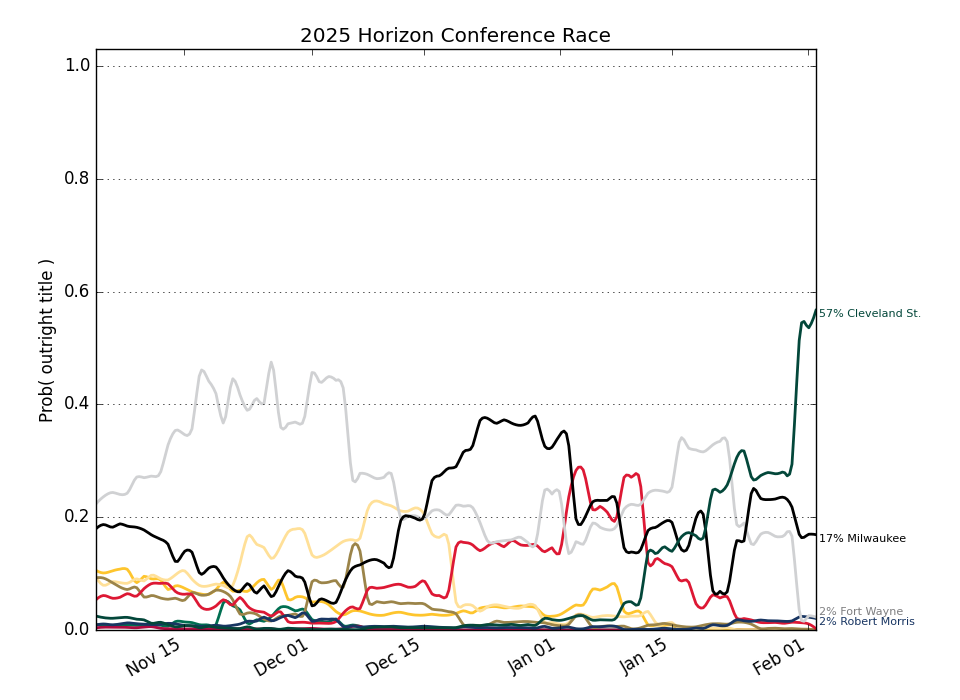 2025 Horizon Conference Race
Prob( outright title )
1.0
0.8
0.6
0.4
0.2
0.0
57% Cleveland St.
17% Milwaukee
2% Fort Wayne
2% Robert Morris
Nov 15
Dec 01
Dec 15
Jan 01
Jan 15
Feb 01